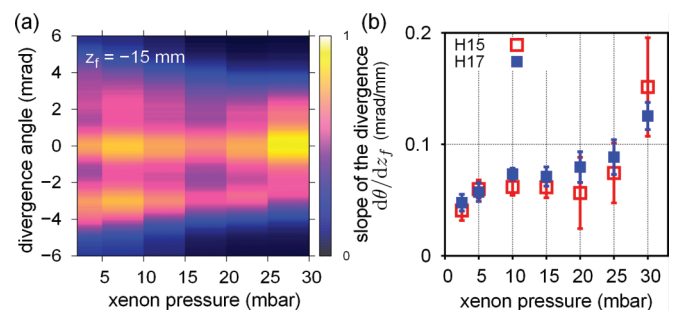 (a)
z_f = −15 mm
divergence angle (mrad)
6
4
2
0
−2
−4
−6
5 10 15 20 25 30
xenon pressure (mbar)
1
0
(b)
slope of the divergence
dθ/dz_f (mrad/mm)
0.2
0.1
0
H15
H17
0 5 10 15 20 25 30
xenon pressure (mbar)